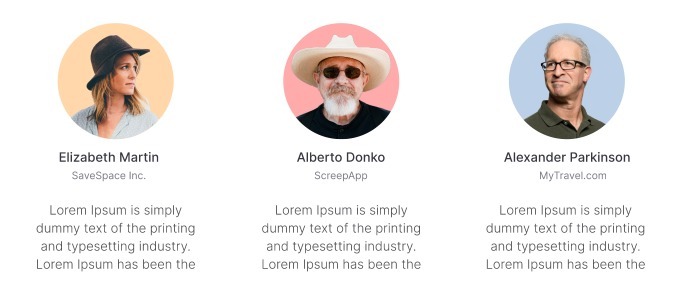 Elizabeth Martin
SaveSpace Inc.
Lorem Ipsum is simply
dummy text of the printing
and typesetting industry.
Lorem Ipsum has been the
Alberto Donko
ScreepApp
Lorem Ipsum is simply
dummy text of the printing
and typesetting industry.
Lorem Ipsum has been the
Alexander Parkinson
MyTravel.com
Lorem Ipsum is simply
dummy text of the printing
and typesetting industry.
Lorem Ipsum has been the